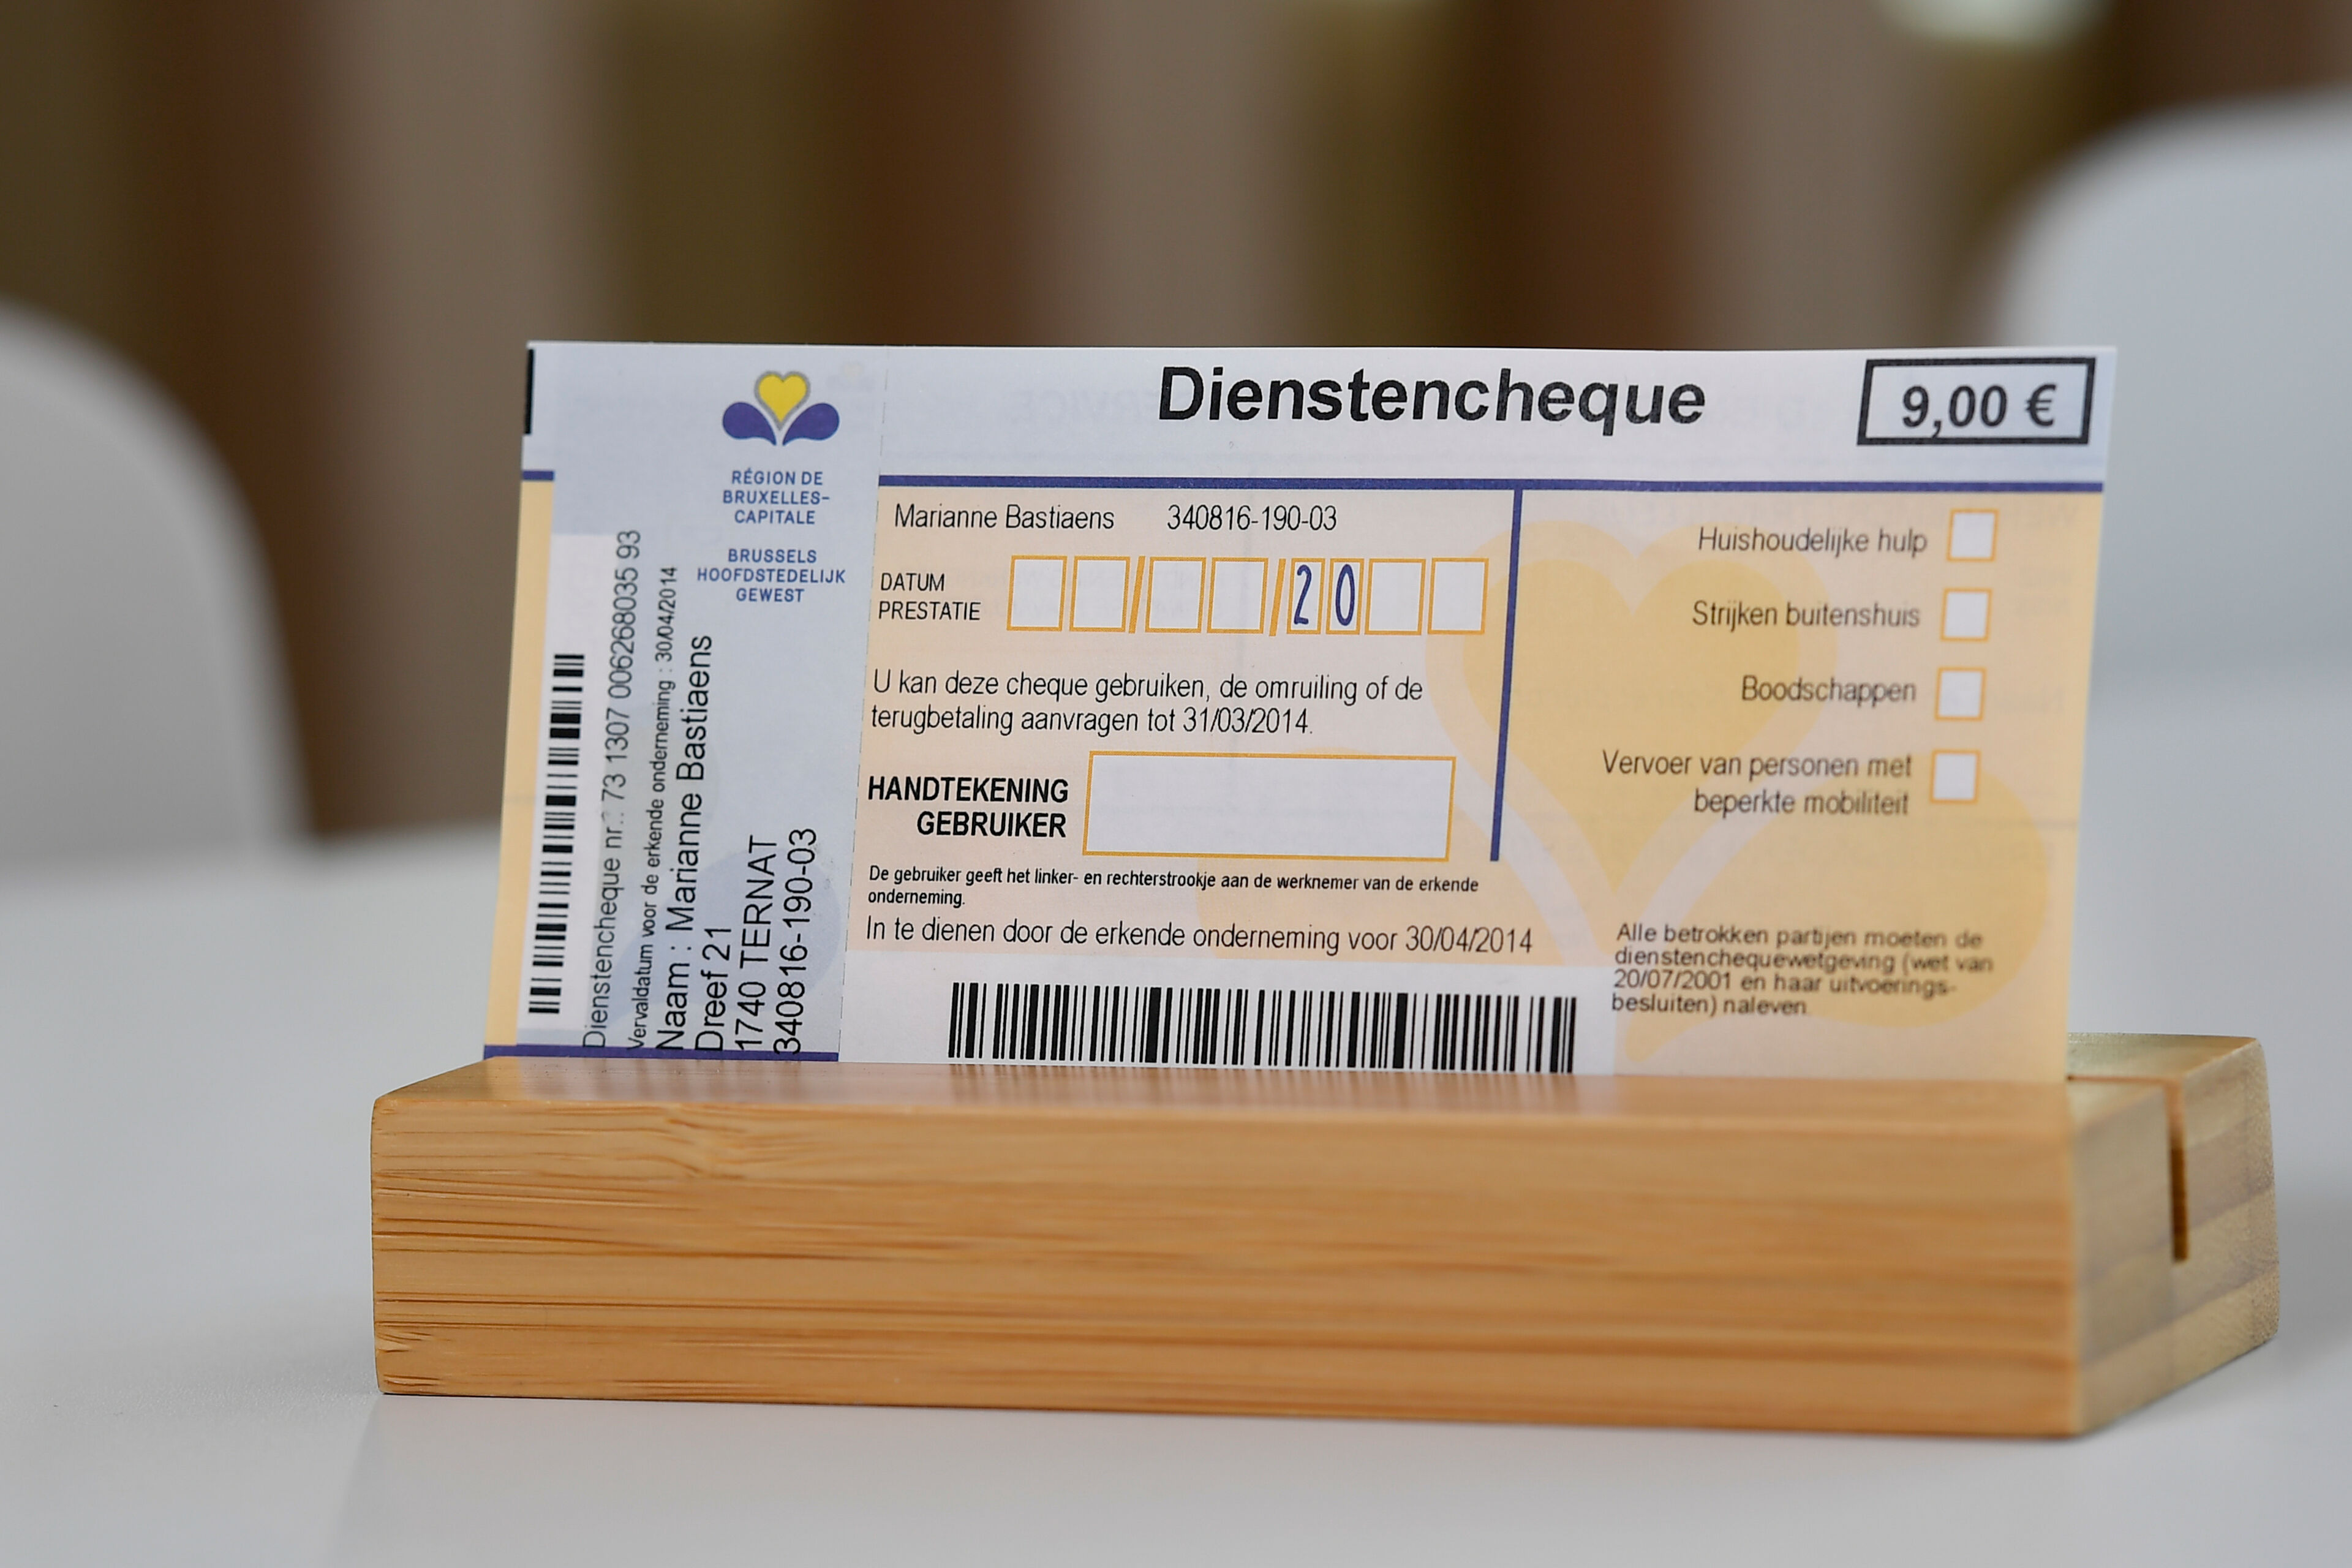 RÉGION DE
BRUXELLES-
CAPITALE
BRUSSELS
HOOFDSTEDELIJK
GEWEST
Dienstencheque nr.: 73 1307 0062268035 93
Vervaldatum voor de erkende onderneming : 30/04/2014
Naam : Marianne Bastiaens
Dreef 21
1740 TERNAT
340816-190-03
Dienstencheque
9,00 €
Marianne Bastiaens 340816-190-03
DATUM
PRESTATIE
/ / 20
U kan deze cheque gebruiken, de omruiling of de
terugbetaling aanvragen tot 31/03/2014.
HANDTEKENING
GEBRUIKER
De gebruiker geeft het linker- en rechterstrookje aan de werknemer van de erkende
onderneming.
In te dienen door de erkende onderneming voor 30/04/2014
Huishoudelijke hulp
Strijken buitenshuis
Boodschappen
Vervoer van personen met
beperkte mobiliteit
Alle betrokken partijen moeten de
dienstenchequewetgeving (wet van
20/07/2001 en haar uitvoerings-
besluiten) naleven